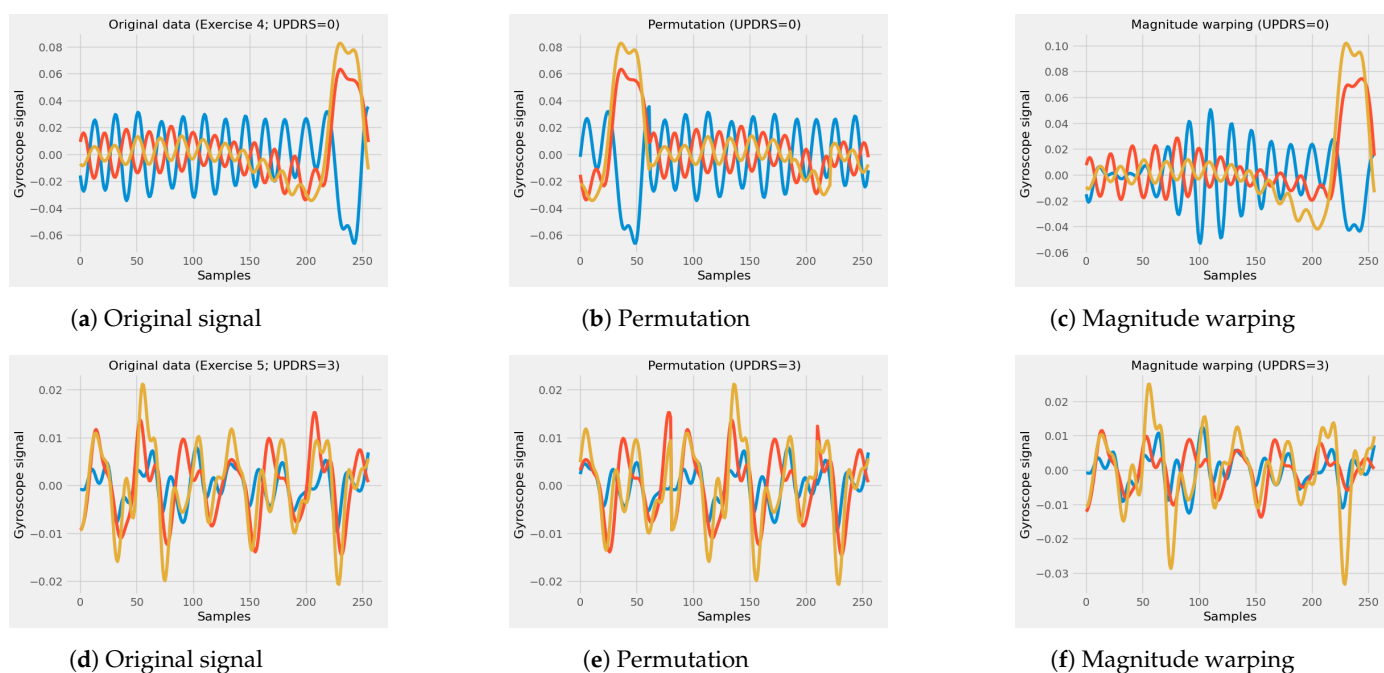 Original data (Exercise 4; UPDRS=0)
Gyroscope signal
0.08
0.06
0.04
0.02
0.00
−0.02
−0.04
−0.06
0 50 100 150 200 250
Samples
(a) Original signal
Permutation (UPDRS=0)
Gyroscope signal
0.08
0.06
0.04
0.02
0.00
−0.02
−0.04
−0.06
0 50 100 150 200 250
Samples
(b) Permutation
Magnitude warping (UPDRS=0)
Gyroscope signal
0.10
0.08
0.06
0.04
0.02
0.00
−0.02
−0.04
−0.06
0 50 100 150 200 250
Samples
(c) Magnitude warping
Original data (Exercise 5; UPDRS=3)
Gyroscope signal
0.02
0.01
0.00
−0.01
−0.02
0 50 100 150 200 250
Samples
(d) Original signal
Permutation (UPDRS=3)
Gyroscope signal
0.02
0.01
0.00
−0.01
−0.02
0 50 100 150 200 250
Samples
(e) Permutation
Magnitude warping (UPDRS=3)
Gyroscope signal
0.02
0.01
0.00
−0.01
−0.02
−0.03
0 50 100 150 200 250
Samples
(f) Magnitude warping